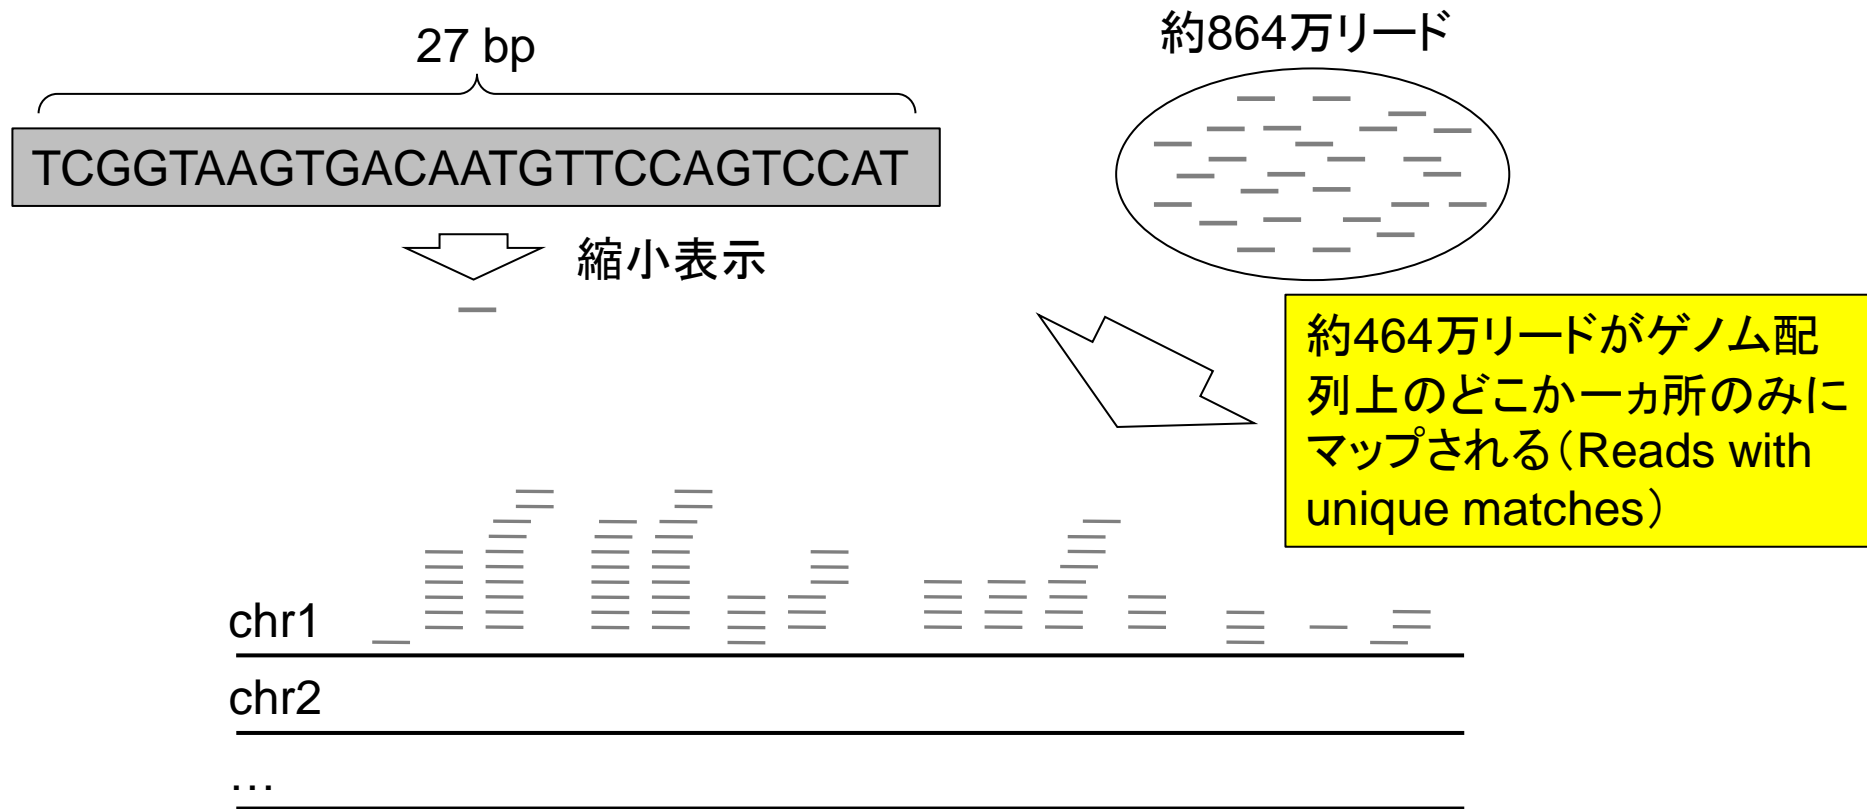 27 bp
約864万リード
TCGGTAAGTGACAATGTTCCAGTCCAT
縮小表示
約464万リードがゲノム配
列上のどこか一ヵ所のみに
マップされる（Reads with
unique matches）
chr1
chr2
…